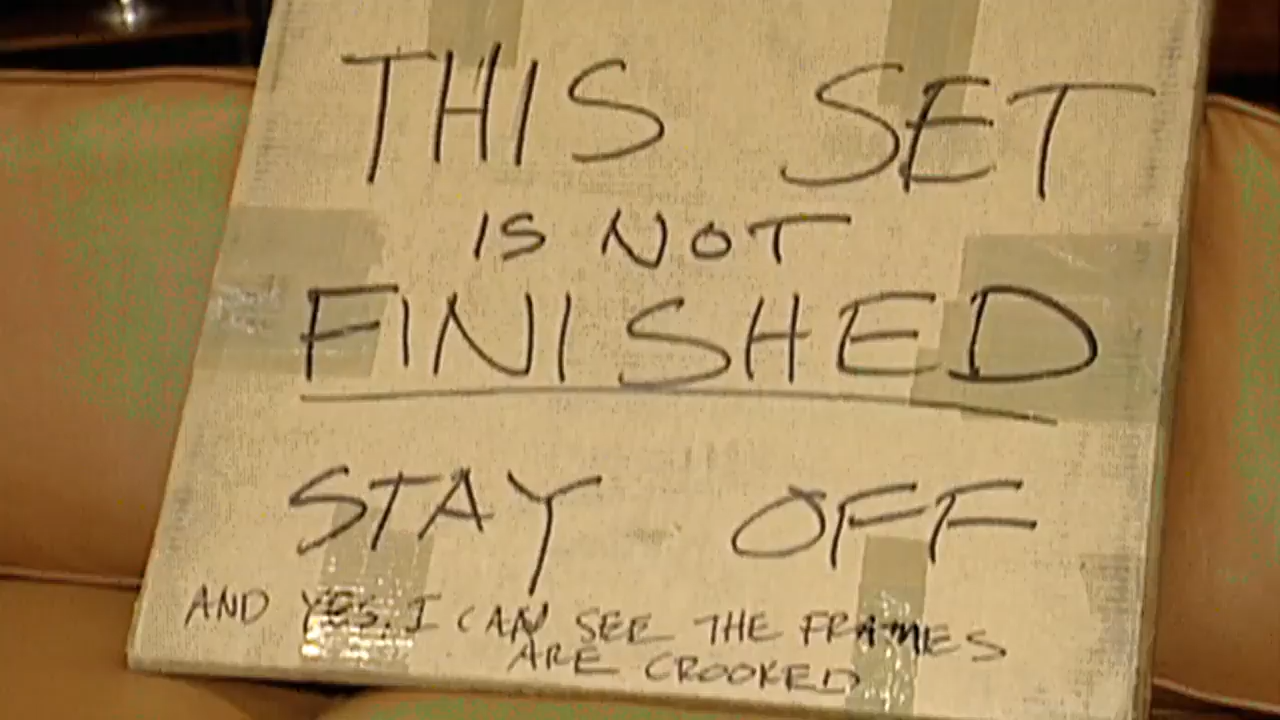 THIS SET
IS NOT
FINISHED
STAY OFF
AND YES, I CAN SEE THE FRAMES
ARE CROOKED